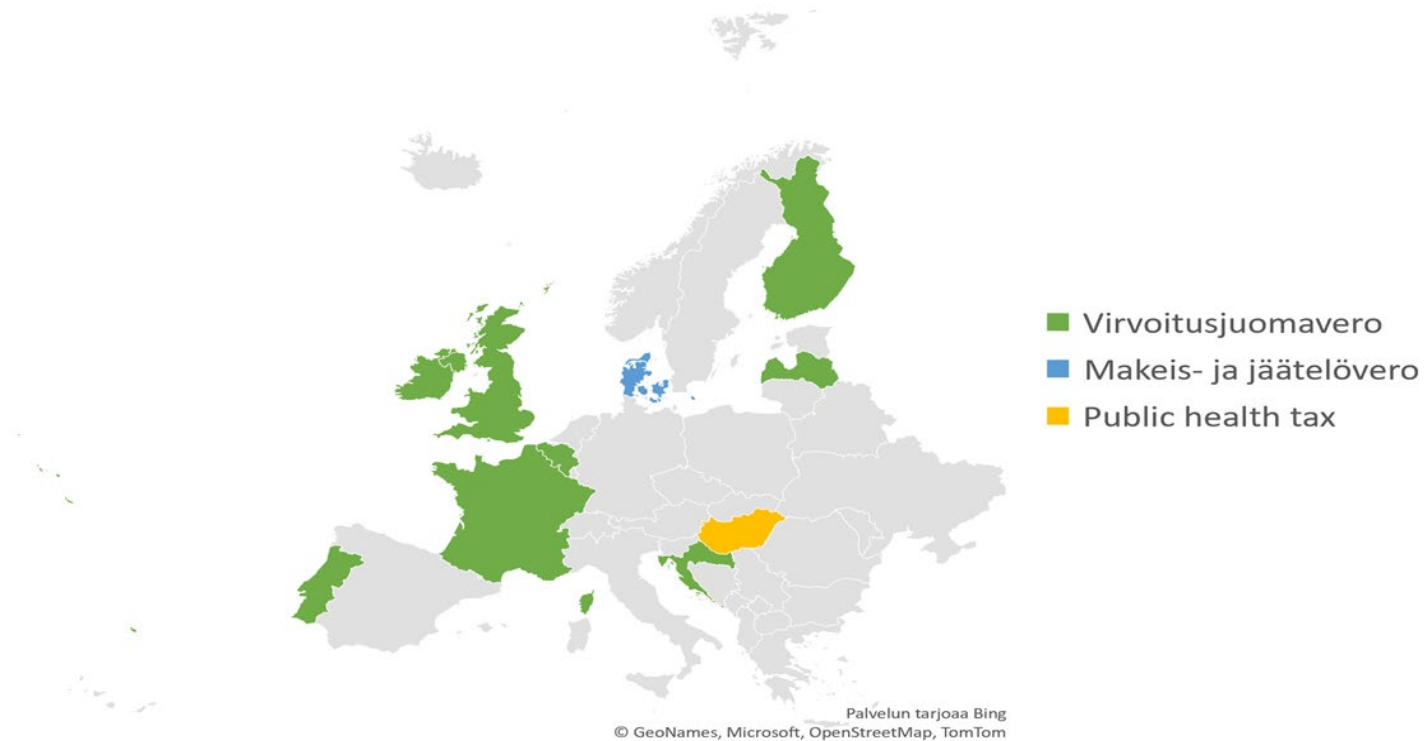 Virvoitusjuomavero
Makeis- ja jäätelövero
Public health tax
Palvelun tarjoaa Bing
© GeoNames, Microsoft, OpenStreetMap, TomTom